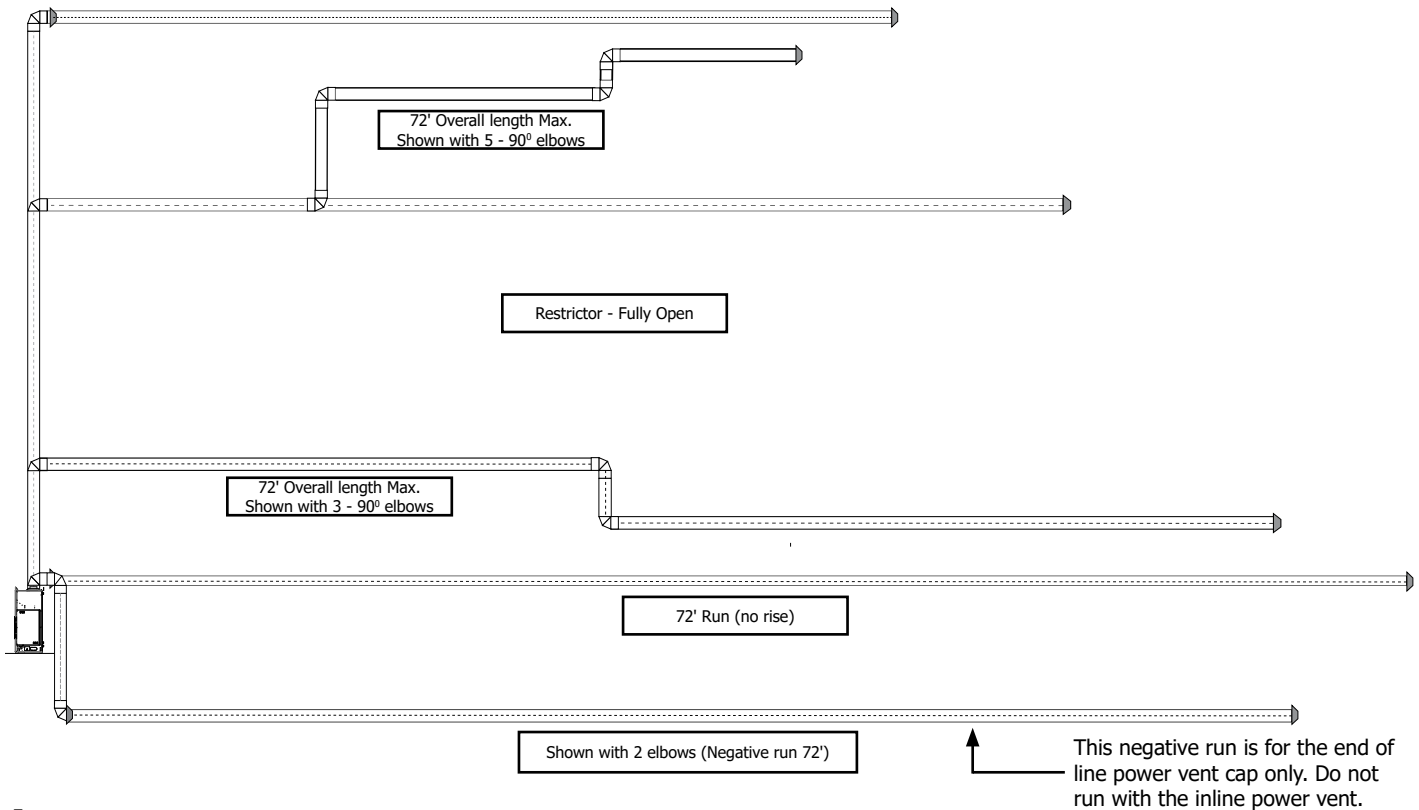 72' Overall length Max.
Shown with 5 - 90⁰ elbows
Restrictor - Fully Open
72' Overall length Max.
Shown with 3 - 90⁰ elbows
72' Run (no rise)
Shown with 2 elbows (Negative run 72')
This negative run is for the end of
line power vent cap only. Do not
run with the inline power vent.